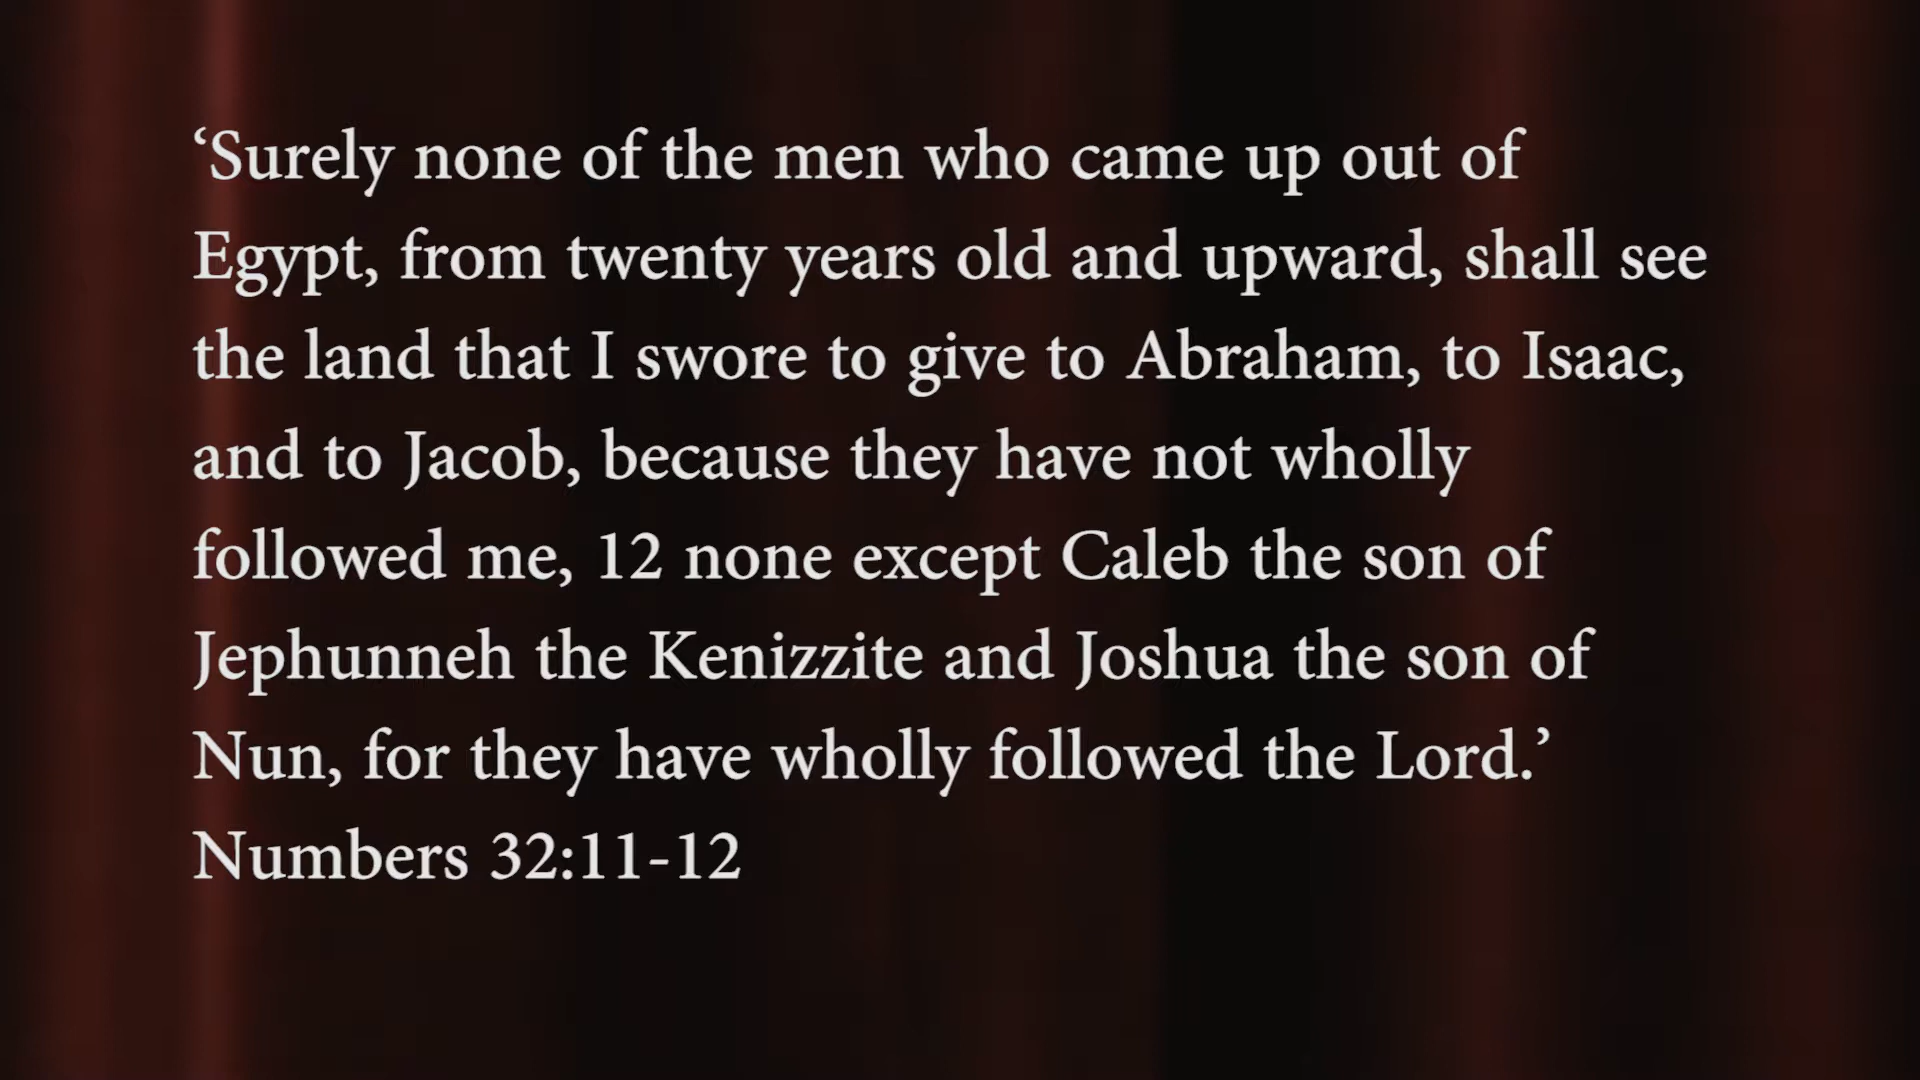 ‘Surely none of the men who came up out of
Egypt, from twenty years old and upward, shall see
the land that I swore to give to Abraham, to Isaac,
and to Jacob, because they have not wholly
followed me, 12 none except Caleb the son of
Jephunneh the Kenizzite and Joshua the son of
Nun, for they have wholly followed the Lord.’
Numbers 32:11-12